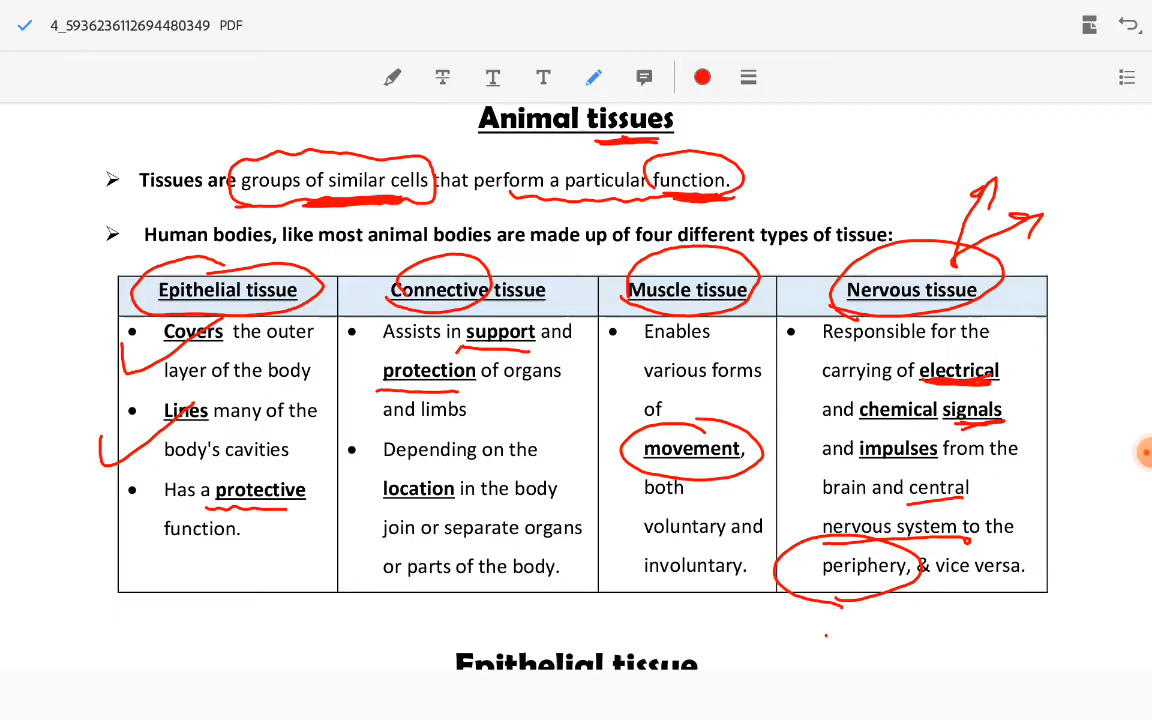 4_5936236112694480349 PDF
Animal tissues
➤ Tissues are groups of similar cells that perform a particular function.
➤ Human bodies, like most animal bodies are made up of four different types of tissue:
Epithelial tissue
• Covers the outer
layer of the body
• Lines many of the
body's cavities
• Has a protective
function.
Connective tissue
• Assists in support and
protection of organs
and limbs
• Depending on the
location in the body
join or separate organs
or parts of the body.
Muscle tissue
• Enables
various forms
of
movement,
both
voluntary and
involuntary.
Nervous tissue
• Responsible for the
carrying of electrical
and chemical signals
and impulses from the
brain and central
nervous system to the
periphery, & vice versa.
Epithelial tissue